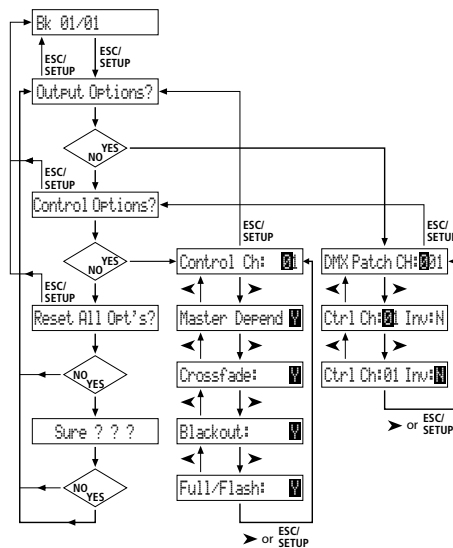 Bk 01/01
ESC/
SETUP
ESC/
SETUP
Output Options?
NO YES
ESC/
SETUP
Control Options?
ESC/
SETUP
ESC/
SETUP
NO YES
Control Ch: 01
DMX Patch CH:001
ESC/
SETUP
Reset All Opt's?
Master Depend Y
Ctrl Ch:01 Inv:N
NO YES
Crossfade: Y
Ctrl Ch:01 Inv:N
Sure ? ? ?
Blackout: Y
➤ or ESC/
SETUP
NO YES
Full/Flash: Y
➤ or ESC/
SETUP